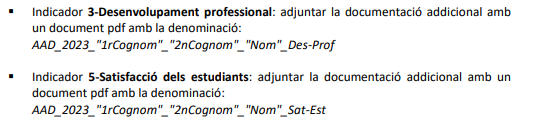 ▪ Indicador 3-Desenvolupament professional: adjuntar la documentació addicional amb
un document pdf amb la denominació:
AAD_2023_"1rCognom"_"2nCognom"_"Nom"_Des-Prof
▪ Indicador 5-Satisfacció dels estudiants: adjuntar la documentació addicional amb un
document pdf amb la denominació:
AAD_2023_"1rCognom"_"2nCognom"_"Nom"_Sat-Est